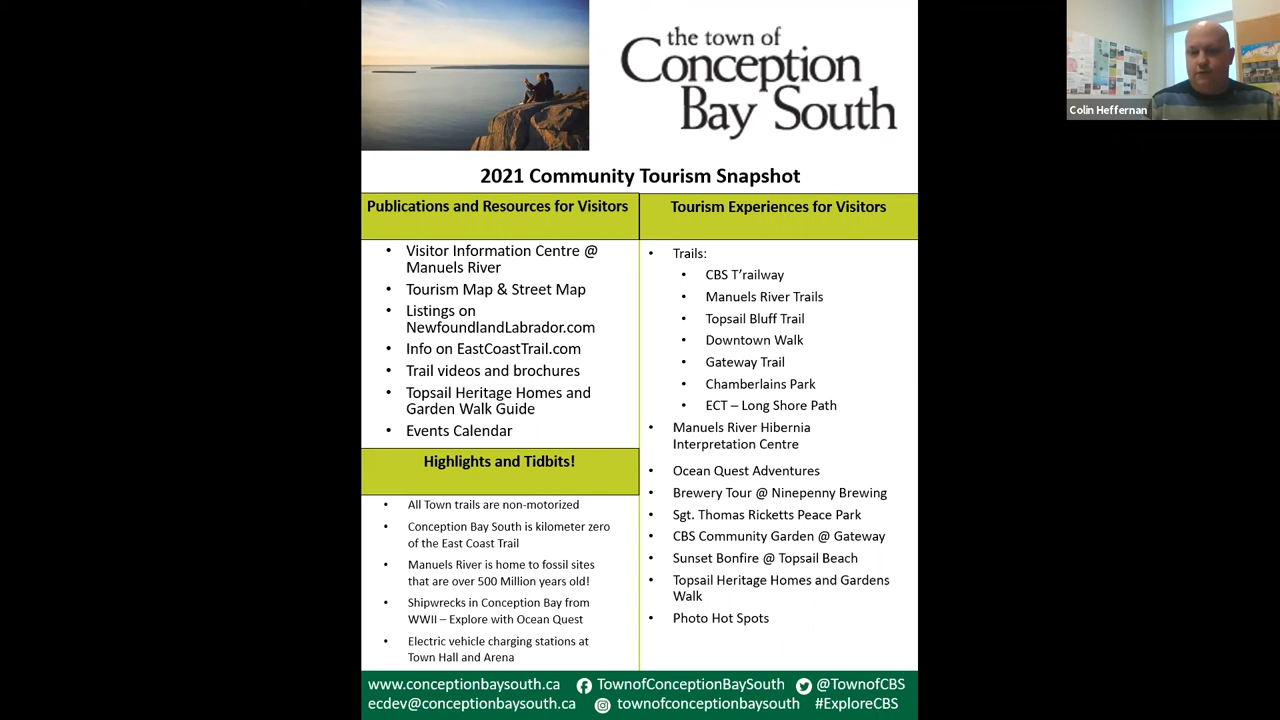 the town of
Conception
Bay South
Colin Heffernan
2021 Community Tourism Snapshot
Publications and Resources for Visitors
• Visitor Information Centre @
Manuels River
• Tourism Map & Street Map
• Listings on
NewfoundlandLabrador.com
• Info on EastCoastTrail.com
• Trail videos and brochures
• Topsail Heritage Homes and
Garden Walk Guide
• Events Calendar
Highlights and Tidbits!
• All Town trails are non-motorized
• Conception Bay South is kilometer zero
of the East Coast Trail
• Manuels River is home to fossil sites
that are over 500 Million years old!
• Shipwrecks in Conception Bay from
WWII – Explore with Ocean Quest
• Electric vehicle charging stations at
Town Hall and Arena
Tourism Experiences for Visitors
• Trails:
• CBS T’railway
• Manuels River Trails
• Topsail Bluff Trail
• Downtown Walk
• Gateway Trail
• Chamberlains Park
• ECT – Long Shore Path
• Manuels River Hibernia
Interpretation Centre
• Ocean Quest Adventures
• Brewery Tour @ Ninepenny Brewing
• Sgt. Thomas Ricketts Peace Park
• CBS Community Garden @ Gateway
• Sunset Bonfire @ Topsail Beach
• Topsail Heritage Homes and Gardens
Walk
• Photo Hot Spots
www.conceptionbaysouth.ca TownofConceptionBaySouth @TownofCBS
ecdev@conceptionbaysouth.ca townofconceptionbaysouth #ExploreCBS